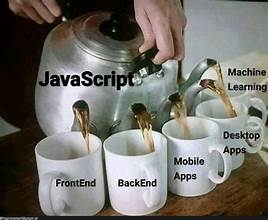 JavaScript
Machine
Learning
Desktop
Apps
Mobile
Apps
BackEnd
FrontEnd